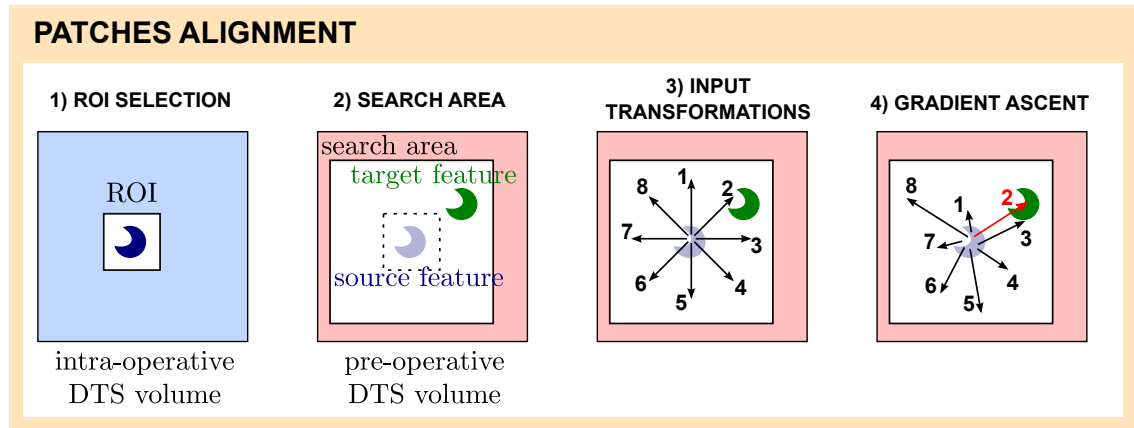 PATCHES ALIGNMENT
1) ROI SELECTION
ROI
intra-operative
DTS volume
2) SEARCH AREA
search area
target feature
source feature
pre-operative
DTS volume
3) INPUT
TRANSFORMATIONS
1
2
3
4
5
6
7
8
4) GRADIENT ASCENT
1
2
3
4
5
6
7
8